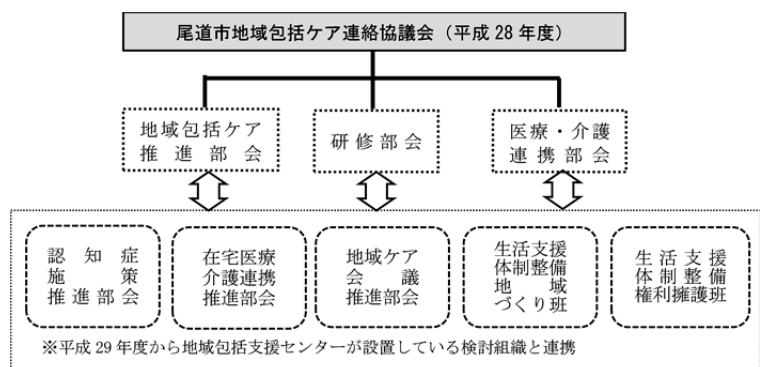 尾道市地域包括ケア連絡協議会(平成28年度)
地域包括ケア
推進部会
研修部会
医療・介護
連携部会
認知症
施策
推進部会
在宅医療
介護連携
推進部会
地域ケア
会議
推進部会
生活支援
体制整備
地域
づくり班
生活支援
体制整備
権利擁護班
※平成29年度から地域包括支援センターが設置している検討組織と連携